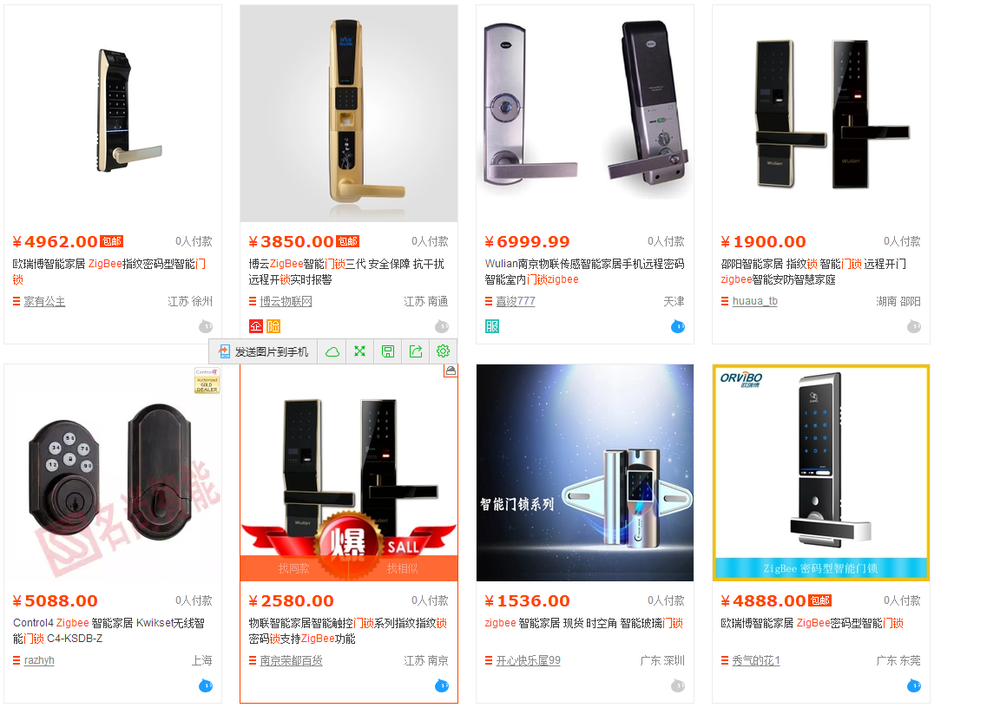 ¥4962.00 包邮 0人付款
欧瑞博智能家居 ZigBee指纹密码型智能门
锁
家有公主 江苏 徐州
¥3850.00 包邮 0人付款
博云ZigBee智能门锁三代 安全保障 抗干扰
远程开锁实时报警
博云物联网 江苏 南通
企 险
¥6999.99 0人付款
Wulian南京物联传感智能家居手机远程密码
智能室内门锁zigbee
喜竣777 天津
服
Wulian
Wulian
¥1900.00 0人付款
邵阳智能家居 指纹锁 智能门锁 远程开门
zigbee智能安防智慧家庭
huaua_tb 湖南 邵阳
发送图片到手机
Control4
Authorized
GOLD
DEALER
名尚智能
¥5088.00 0人付款
Control4 Zigbee 智能家居 Kwikset无线智
能门锁 C4-KSDB-Z
razhyh 上海
Wulian
爆
SALL
找同款 找相似
¥2580.00 0人付款
物联智能家居智能触控门锁系列指纹指纹锁
密码锁支持ZigBee功能
南京荣都百货 江苏 南京
智能门锁系列
¥1536.00 0人付款
zigbee 智能家居 现货 时空角 智能玻璃门锁
开心快乐屋99 广东 深圳
ORVIBO
欧瑞博
ZigBee 密码型智能门锁
¥4888.00 包邮 0人付款
欧瑞博智能家居 ZigBee密码型智能门锁
秀气的花1 广东 东莞